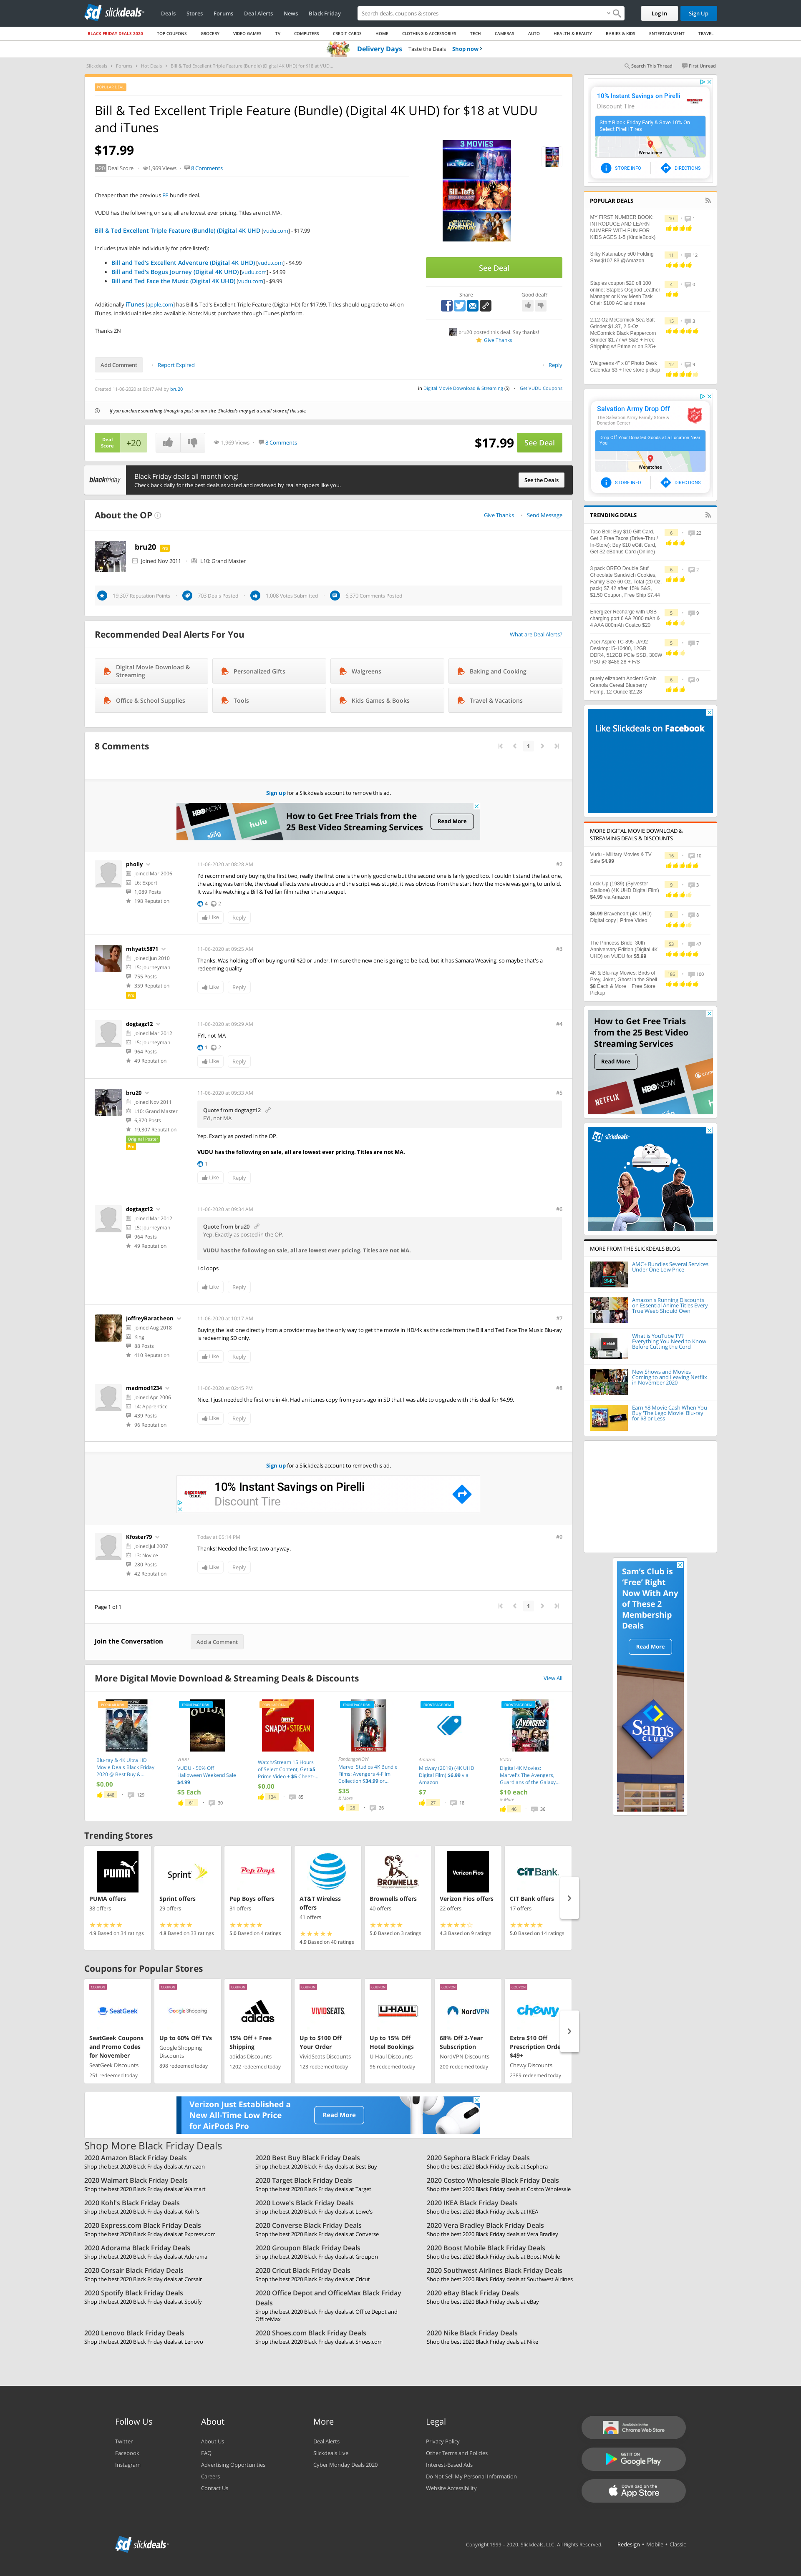 slickdeals
Deals Stores Forums Deal Alerts News Black Friday
Search deals, coupons & stores
Log In Sign Up
BLACK FRIDAY DEALS 2020 TOP COUPONS GROCERY VIDEO GAMES TV COMPUTERS CREDIT CARDS HOME CLOTHING & ACCESSORIES TECH CAMERAS AUTO HEALTH & BEAUTY BABIES & KIDS ENTERTAINMENT TRAVEL
Delivery Days Taste the Deals Shop now
Slickdeals > Forums > Hot Deals > Bill & Ted Excellent Triple Feature (Bundle) (Digital 4K UHD) for $18 at VUD...
Search This Thread First Unread
POPULAR DEAL
Bill & Ted Excellent Triple Feature (Bundle) (Digital 4K UHD) for $18 at VUDU
and iTunes
$17.99
+20 Deal Score 1,969 Views 8 Comments
Cheaper than the previous FP bundle deal.
VUDU has the following on sale, all are lowest ever pricing. Titles are not MA.
Bill & Ted Excellent Triple Feature (Bundle) (Digital 4K UHD [vudu.com] - $17.99
Includes (available individually for price listed):
• Bill and Ted's Excellent Adventure (Digital 4K UHD) [vudu.com] - $4.99
• Bill and Ted's Bogus Journey (Digital 4K UHD) [vudu.com] - $4.99
• Bill and Ted Face the Music (Digital 4K UHD) [vudu.com] - $9.99
Additionally iTunes [apple.com] has Bill & Ted's Excellent Triple Feature (Digital HD) for $17.99. Titles should upgrade to 4K on
iTunes. Individual titles also available. Note: Must purchase through iTunes platform.
Thanks ZN
3 MOVIES
See Deal
Share Good deal?
bru20 posted this deal. Say thanks!
Give Thanks
Add Comment Report Expired Reply
Created 11-06-2020 at 08:17 AM by bru20
in Digital Movie Download & Streaming (5) Get VUDU Coupons
If you purchase something through a post on our site, Slickdeals may get a small share of the sale.
Deal
Score +20 1,969 Views 8 Comments $17.99 See Deal
blackfriday
Black Friday deals all month long!
Check back daily for the best deals as voted and reviewed by real shoppers like you.
See the Deals
About the OP
Give Thanks Send Message
bru20 Pro
Joined Nov 2011 L10: Grand Master
19,307 Reputation Points 703 Deals Posted 1,008 Votes Submitted 6,370 Comments Posted
Recommended Deal Alerts For You
What are Deal Alerts?
Digital Movie Download &
Streaming
Personalized Gifts
Walgreens
Baking and Cooking
Office & School Supplies
Tools
Kids Games & Books
Travel & Vacations
8 Comments
1
Sign up for a Slickdeals account to remove this ad.
HBO NOW
sling
hulu
How to Get Free Trials from the
25 Best Video Streaming Services
Read More
pholly
Joined Mar 2006
L6: Expert
1,089 Posts
198 Reputation
11-06-2020 at 08:28 AM
#2
I'd recommend only buying the first two, really the first one is the only good one but the second one is fairly good too. I couldn't stand the last one,
the acting was terrible, the visual effects were atrocious and the script was stupid, it was obvious from the start how the movie was going to unfold.
It was like watching a Bill & Ted fan film rather than a sequel.
4 2
Like Reply
mhyatt5871
Joined Jun 2010
L5: Journeyman
755 Posts
359 Reputation
Pro
11-06-2020 at 09:25 AM
#3
Thanks. Was holding off on buying until $20 or under. I'm sure the new one is going to be bad, but it has Samara Weaving, so maybe that's a
redeeming quality
Like Reply
dogtagz12
Joined Mar 2012
L5: Journeyman
964 Posts
49 Reputation
11-06-2020 at 09:29 AM
#4
FYI, not MA
1 2
Like Reply
bru20
Joined Nov 2011
L10: Grand Master
6,370 Posts
19,307 Reputation
Original Poster
Pro
11-06-2020 at 09:33 AM
#5
Quote from dogtagz12
FYI, not MA
Yep. Exactly as posted in the OP.
VUDU has the following on sale, all are lowest ever pricing. Titles are not MA.
1
Like Reply
dogtagz12
Joined Mar 2012
L5: Journeyman
964 Posts
49 Reputation
11-06-2020 at 09:34 AM
#6
Quote from bru20
Yep. Exactly as posted in the OP.
VUDU has the following on sale, all are lowest ever pricing. Titles are not MA.
Lol oops
Like Reply
JoffreyBaratheon
Joined Aug 2018
King
88 Posts
410 Reputation
11-06-2020 at 10:17 AM
#7
Buying the last one directly from a provider may be the only way to get the movie in HD/4k as the code from the Bill and Ted Face The Music Blu-ray
is redeeming SD only.
Like Reply
madmod1234
Joined Apr 2006
L4: Apprentice
439 Posts
96 Reputation
11-06-2020 at 02:45 PM
#8
Nice. I just needed the first one in 4k. Had an itunes copy from years ago in SD that I was able to upgrade with this deal for $4.99.
Like Reply
Sign up for a Slickdeals account to remove this ad.
DISCOUNT TIRE
10% Instant Savings on Pirelli
Discount Tire
Kfoster79
Joined Jul 2007
L3: Novice
280 Posts
42 Reputation
Today at 05:14 PM
#9
Thanks! Needed the first two anyway.
Like Reply
Page 1 of 1
1
Join the Conversation Add a Comment
More Digital Movie Download & Streaming Deals & Discounts
View All
Blu-ray & 4K Ultra HD
Movie Deals Black Friday
2020 @ Best Buy &...
$0.00
448 129
VUDU
VUDU - 50% Off
Halloween Weekend Sale
$4.99
$5 Each
61 30
Watch/Stream 15 Hours
of Select Content, Get $5
Prime Video + $5 Cheez-...
$0.00
134 85
FandangoNOW
Marvel Studios 4K Bundle
Films: Avengers 4-Film
Collection $34.99 or...
$35
& More
28 26
Amazon
Midway (2019) (4K UHD
Digital Film) $6.99 via
Amazon
$7
27 18
VUDU
Digital 4K Movies:
Marvel's The Avengers,
Guardians of the Galaxy...
$10 each
& More
46 36
Trending Stores
PUMA offers
38 offers
4.9 Based on 34 ratings
Sprint offers
29 offers
4.8 Based on 33 ratings
Pep Boys offers
31 offers
5.0 Based on 4 ratings
AT&T Wireless
offers
41 offers
4.9 Based on 40 ratings
Brownells offers
40 offers
5.0 Based on 3 ratings
Verizon Fios offers
22 offers
4.3 Based on 9 ratings
CIT Bank offers
17 offers
5.0 Based on 14 ratings
Coupons for Popular Stores
COUPON
SeatGeek
SeatGeek Coupons
and Promo Codes
for November
SeatGeek Discounts
251 redeemed today
COUPON
Google Shopping
Up to 60% Off TVs
Google Shopping
Discounts
898 redeemed today
COUPON
adidas
15% Off + Free
Shipping
adidas Discounts
1202 redeemed today
COUPON
VIVIDSEATS
Up to $100 Off
Your Order
VividSeats Discounts
123 redeemed today
COUPON
U-HAUL
Up to 15% Off
Hotel Bookings
U-Haul Discounts
96 redeemed today
COUPON
NordVPN
68% Off 2-Year
Subscription
NordVPN Discounts
200 redeemed today
COUPON
chewy
Extra $10 Off
Prescription Orde
$49+
Chewy Discounts
2389 redeemed today
Verizon Just Established a
New All-Time Low Price
for AirPods Pro
Read More
Shop More Black Friday Deals
2020 Amazon Black Friday Deals
Shop the best 2020 Black Friday deals at Amazon
2020 Best Buy Black Friday Deals
Shop the best 2020 Black Friday deals at Best Buy
2020 Sephora Black Friday Deals
Shop the best 2020 Black Friday deals at Sephora
2020 Walmart Black Friday Deals
Shop the best 2020 Black Friday deals at Walmart
2020 Target Black Friday Deals
Shop the best 2020 Black Friday deals at Target
2020 Costco Wholesale Black Friday Deals
Shop the best 2020 Black Friday deals at Costco Wholesale
2020 Kohl's Black Friday Deals
Shop the best 2020 Black Friday deals at Kohl's
2020 Lowe's Black Friday Deals
Shop the best 2020 Black Friday deals at Lowe's
2020 IKEA Black Friday Deals
Shop the best 2020 Black Friday deals at IKEA
2020 Express.com Black Friday Deals
Shop the best 2020 Black Friday deals at Express.com
2020 Converse Black Friday Deals
Shop the best 2020 Black Friday deals at Converse
2020 Vera Bradley Black Friday Deals
Shop the best 2020 Black Friday deals at Vera Bradley
2020 Adorama Black Friday Deals
Shop the best 2020 Black Friday deals at Adorama
2020 Groupon Black Friday Deals
Shop the best 2020 Black Friday deals at Groupon
2020 Boost Mobile Black Friday Deals
Shop the best 2020 Black Friday deals at Boost Mobile
2020 Corsair Black Friday Deals
Shop the best 2020 Black Friday deals at Corsair
2020 Cricut Black Friday Deals
Shop the best 2020 Black Friday deals at Cricut
2020 Southwest Airlines Black Friday Deals
Shop the best 2020 Black Friday deals at Southwest Airlines
2020 Spotify Black Friday Deals
Shop the best 2020 Black Friday deals at Spotify
2020 Office Depot and OfficeMax Black Friday
Deals
Shop the best 2020 Black Friday deals at Office Depot and
OfficeMax
2020 eBay Black Friday Deals
Shop the best 2020 Black Friday deals at eBay
2020 Lenovo Black Friday Deals
Shop the best 2020 Black Friday deals at Lenovo
2020 Shoes.com Black Friday Deals
Shop the best 2020 Black Friday deals at Shoes.com
2020 Nike Black Friday Deals
Shop the best 2020 Black Friday deals at Nike
10% Instant Savings on Pirelli
Discount Tire
Start Black Friday Early & Save 10% On
Select Pirelli Tires
Wenatchee
STORE INFO DIRECTIONS
POPULAR DEALS
MY FIRST NUMBER BOOK:
INTRODUCE AND LEARN
NUMBER WITH FUN FOR
KIDS AGES 1-5 (KindleBook)
10 1
Silky Katanaboy 500 Folding
Saw $107.83 @Amazon
11 12
Staples coupon $20 off 100
online: Staples Osgood Leather
Manager or Kroy Mesh Task
Chair $100 AC and more
4 0
2.12-Oz McCormick Sea Salt
Grinder $1.37, 2.5-Oz
McCormick Black Peppercorn
Grinder $1.77 w/ S&S + Free
Shipping w/ Prime or on $25+
15 3
Walgreens 4" x 8" Photo Desk
Calendar $3 + free store pickup
12 9
Salvation Army Drop Off
The Salvation Army Family Store &
Donation Center
Drop Off Your Donated Goods at a Location Near
You
Wenatchee
STORE INFO DIRECTIONS
TRENDING DEALS
Taco Bell: Buy $10 Gift Card,
Get 2 Free Tacos (Drive-Thru /
In-Store); Buy $10 eGift Card,
Get $2 eBonus Card (Online)
6 22
3 pack OREO Double Stuf
Chocolate Sandwich Cookies,
Family Size 60 Oz, Total (20 Oz,
pack) $7.42 after 15% S&S,
$1.50 Coupon, Free Ship $7.44
6 2
Energizer Recharge with USB
charging port 6 AA 2000 mAh &
4 AAA 800mAh Costco $20
5 9
Acer Aspire TC-895-UA92
Desktop: i5-10400, 12GB
DDR4, 512GB PCIe SSD, 300W
PSU @ $486.28 + F/S
5 7
purely elizabeth Ancient Grain
Granola Cereal Blueberry
Hemp, 12 Ounce $2.28
6 0
Like Slickdeals on Facebook
MORE DIGITAL MOVIE DOWNLOAD &
STREAMING DEALS & DISCOUNTS
Vudu - Military Movies & TV
Sale $4.99
16 10
Lock Up (1989) (Sylvester
Stallone) (4K UHD Digital Film)
$4.99 via Amazon
9 3
$6.99 Braveheart (4K UHD)
Digital copy | Prime Video
8 8
The Princess Bride: 30th
Anniversary Edition (Digital 4K
UHD) on VUDU for $5.99
53 47
4K & Blu-ray Movies: Birds of
Prey, Joker, Ghost in the Shell
$8 Each & More + Free Store
Pickup
186 100
How to Get Free Trials
from the 25 Best Video
Streaming Services
Read More
NETFLIX
HBO NOW
slickdeals
MORE FROM THE SLICKDEALS BLOG
AMC+ Bundles Several Services
Under One Low Price
Amazon's Running Discounts
on Essential Anime Titles Every
True Weeb Should Own
What is YouTube TV?
Everything You Need to Know
Before Cutting the Cord
New Shows and Movies
Coming to and Leaving Netflix
in November 2020
Earn $8 Movie Cash When You
Buy 'The Lego Movie' Blu-ray
for $8 or Less
Sam's Club is
'Free' Right
Now With Any
of These 2
Membership
Deals
Read More
Sam's CLUB
Follow Us
Twitter
Facebook
Instagram
About
About Us
FAQ
Advertising Opportunities
Careers
Contact Us
More
Deal Alerts
Slickdeals Live
Cyber Monday Deals 2020
Legal
Privacy Policy
Other Terms and Policies
Interest-Based Ads
Do Not Sell My Personal Information
Website Accessibility
Available in the
Chrome Web Store
GET IT ON
Google Play
Download on the
App Store
slickdeals
Copyright 1999 - 2020. Slickdeals, LLC. All Rights Reserved. Redesign • Mobile • Classic